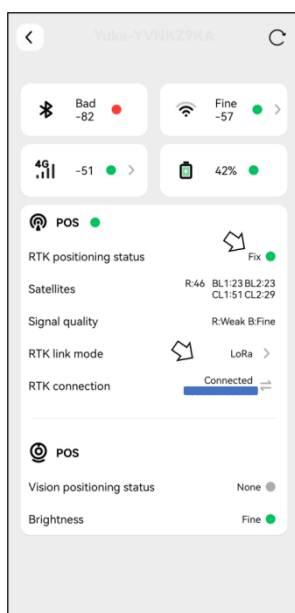 Yuka-YVNKZ9KA
Bad
-82
Fine
-57
4G
-51
42%
POS
RTK positioning status Fix
Satellites R:46 BL1:23 BL2:23
CL1:51 CL2:29
Signal quality R:Weak B:Fine
RTK link mode LoRa
RTK connection Connected
POS
Vision positioning status None
Brightness Fine